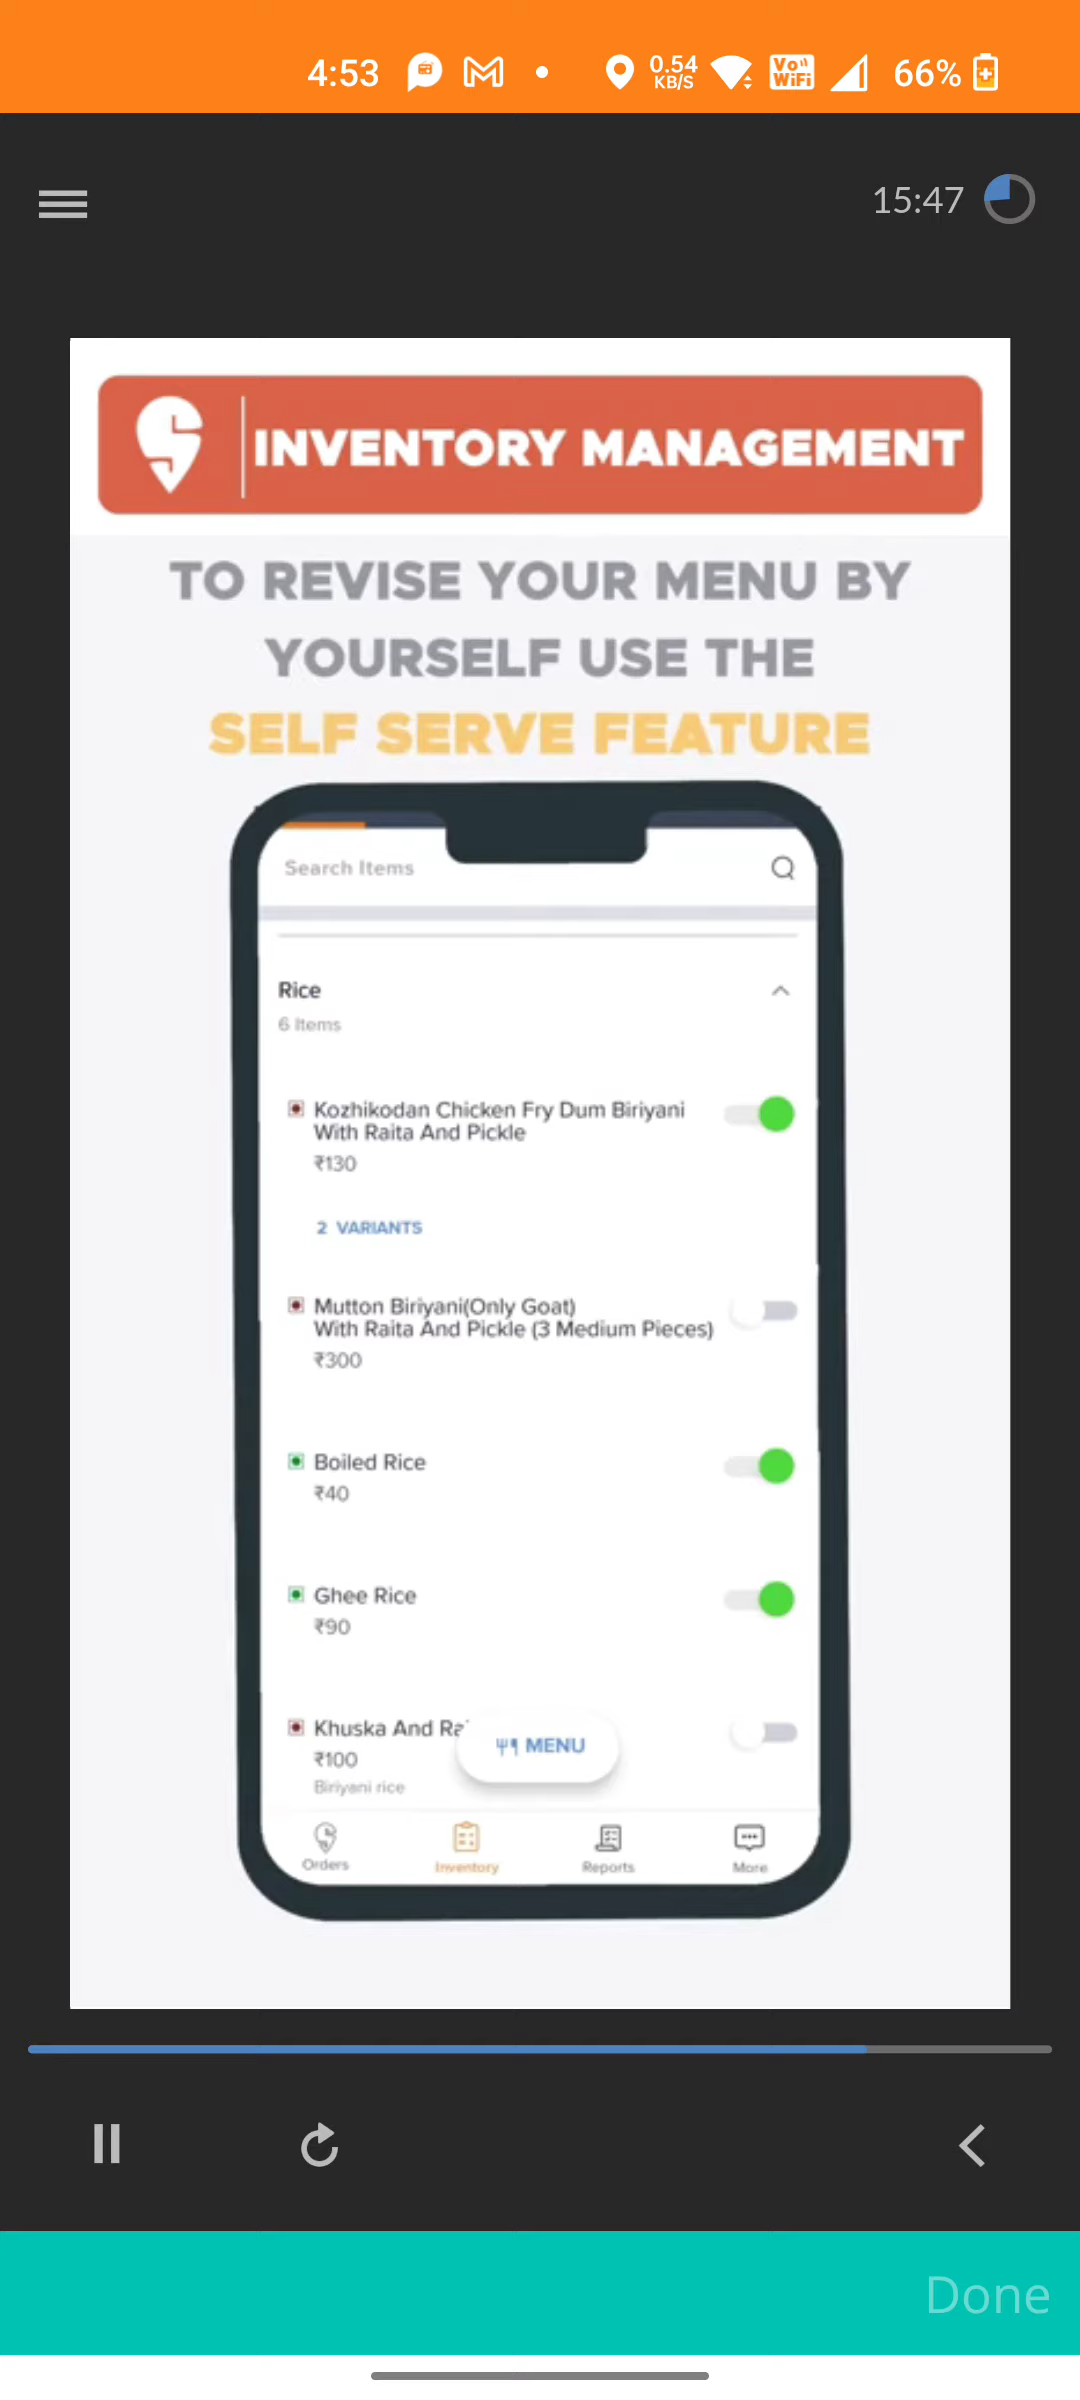 4:53
0.54
KB/S
Vo
WiFi
66%
15:47
INVENTORY MANAGEMENT
TO REVISE YOUR MENU BY
YOURSELF USE THE
SELF SERVE FEATURE
Search Items
Rice
6 Items
Kozhikodan Chicken Fry Dum Biriyani
With Raita And Pickle
₹130
2 VARIANTS
Mutton Biriyani(Only Goat)
With Raita And Pickle (3 Medium Pieces)
₹300
Boiled Rice
₹40
Ghee Rice
₹90
Khuska And
₹100
Biriyani rice
MENU
Orders
Inventory
Reports
More
Done